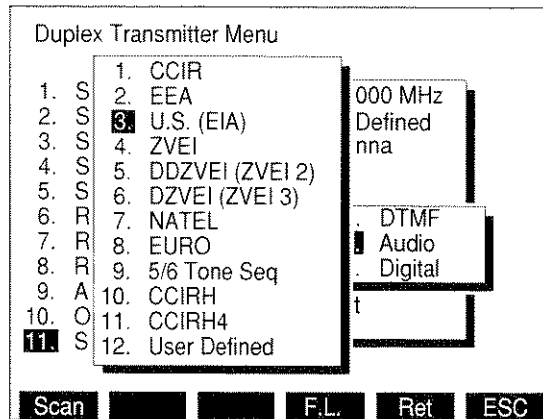 Duplex Transmitter Menu
1. CCIR
2. EEA
3. U.S. (EIA)
4. ZVEI
5. DDZVEI (ZVEI 2)
6. DZVEI (ZVEI 3)
7. NATEL
8. EURO
9. 5/6 Tone Seq
10. CCIRH
11. CCIRH4
12. User Defined
1. S
2. S
3. S
4. S
5. S
6. R
7. R
8. R
9. A
10. O
11. S
000 MHz
Defined
nna
. DTMF
. Audio
. Digital
t
Scan F.L. Ret ESC